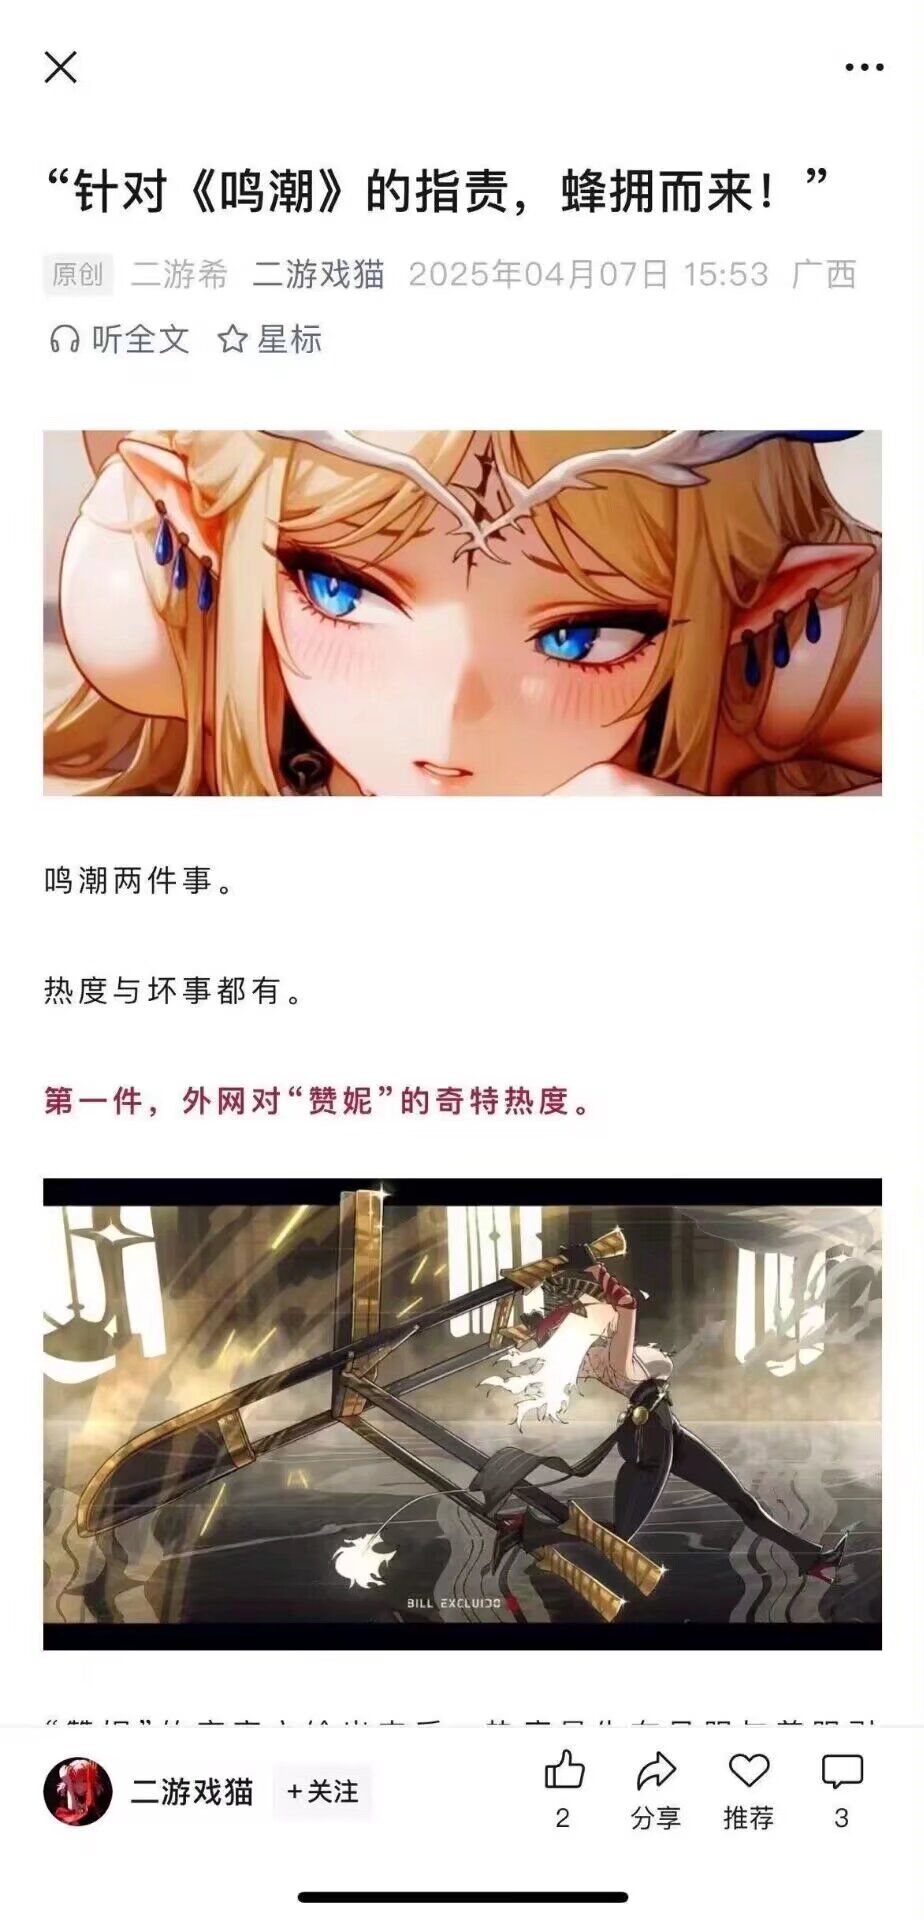 “针对《鸣潮》的指责，蜂拥而来！”
原创 二游希 二游戏猫 2025年04月07日 15:53 广西
听全文 星标
鸣潮两件事。
热度与坏事都有。
第一件，外网对“赞妮”的奇特热度。
BILL EXCLUIDO
二游戏猫 +关注
2 分享 推荐 3